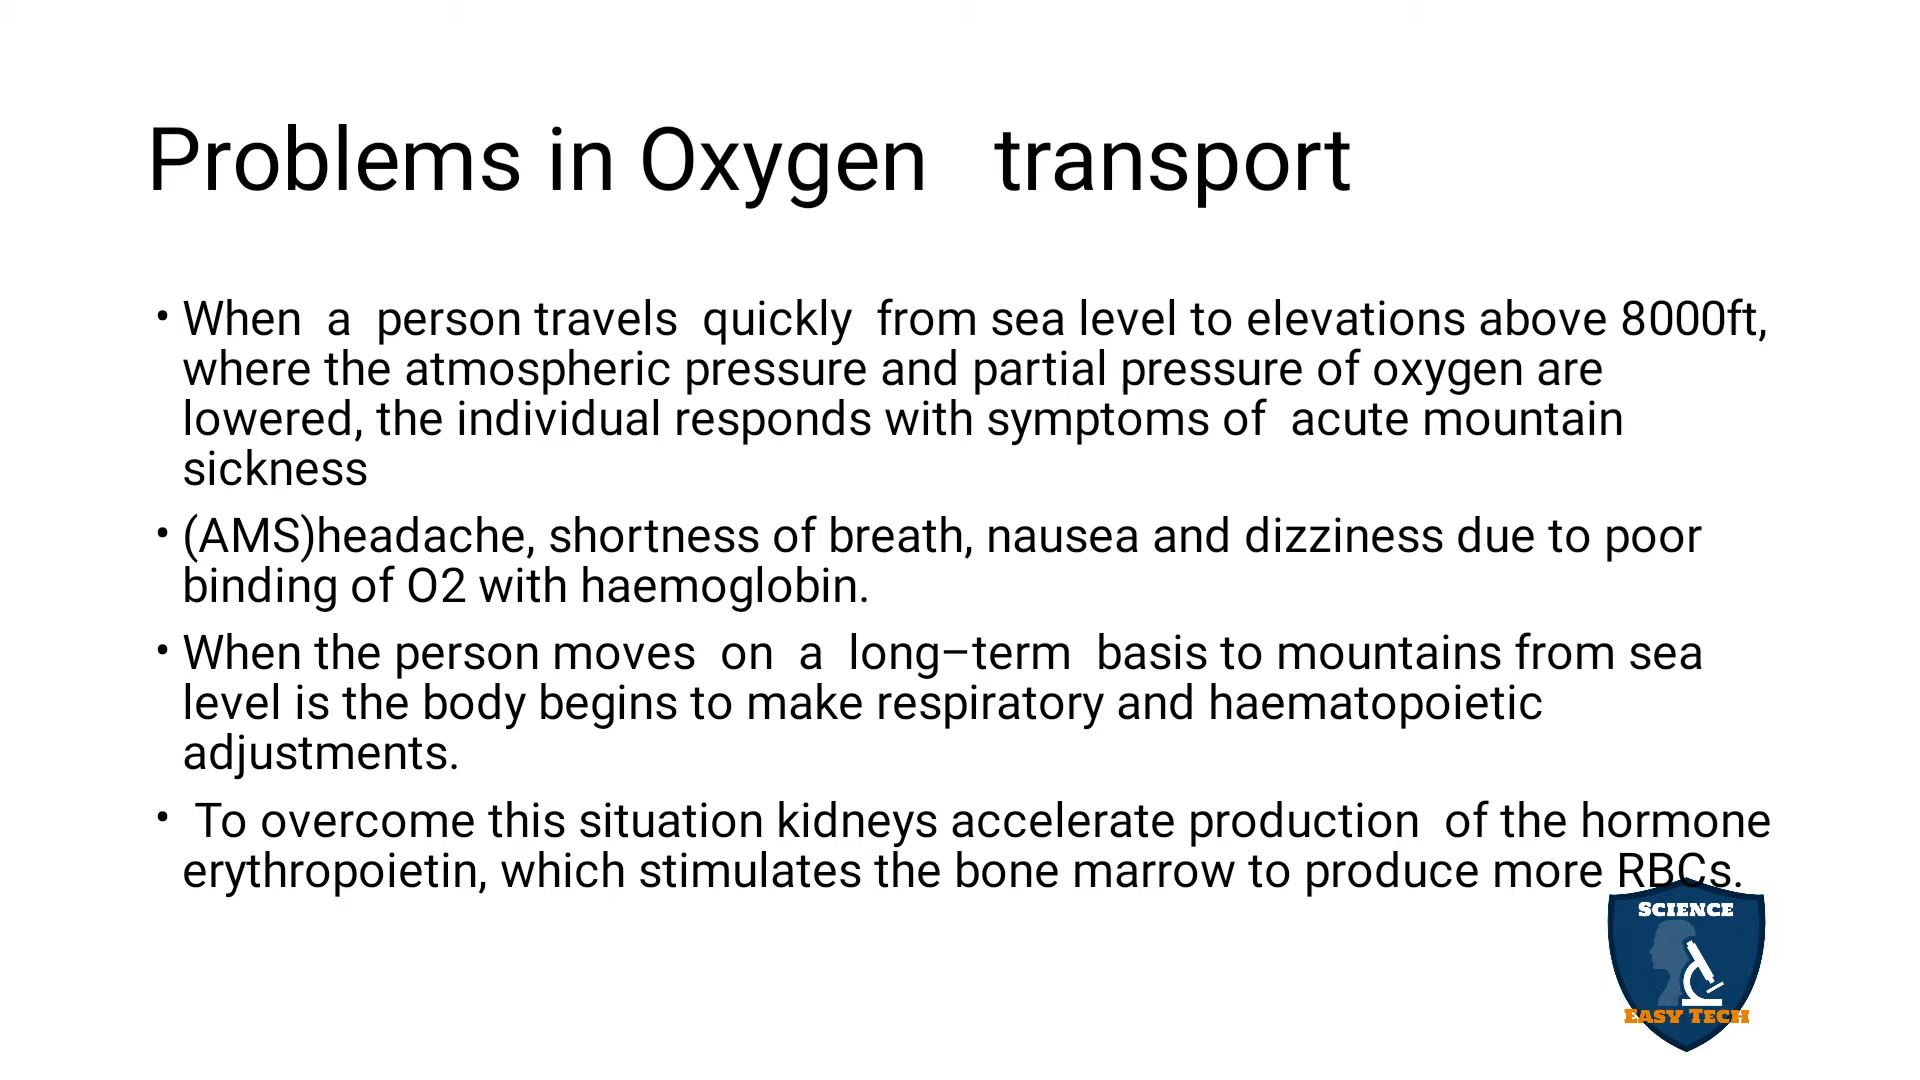 Problems in Oxygen   transport
• When  a  person travels  quickly  from sea level to elevations above 8000ft,
where the atmospheric pressure and partial pressure of oxygen are
lowered, the individual responds with symptoms of  acute mountain
sickness
• (AMS)headache, shortness of breath, nausea and dizziness due to poor
binding of O2 with haemoglobin.
• When the person moves  on  a  long–term  basis to mountains from sea
level is the body begins to make respiratory and haematopoietic
adjustments.
•  To overcome this situation kidneys accelerate production  of the hormone
erythropoietin, which stimulates the bone marrow to produce more RBCs.
SCIENCE
EASY TECH